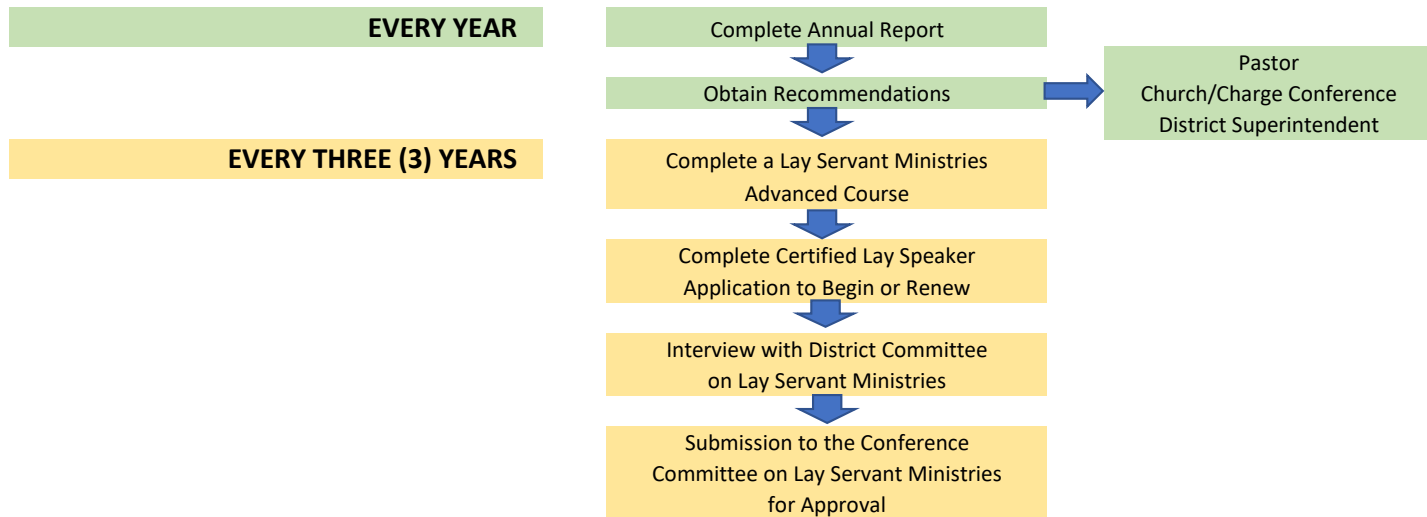 EVERY YEAR
Complete Annual Report
Obtain Recommendations
Pastor
Church/Charge Conference
District Superintendent
EVERY THREE (3) YEARS
Complete a Lay Servant Ministries
Advanced Course
Complete Certified Lay Speaker
Application to Begin or Renew
Interview with District Committee
on Lay Servant Ministries
Submission to the Conference
Committee on Lay Servant Ministries
for Approval